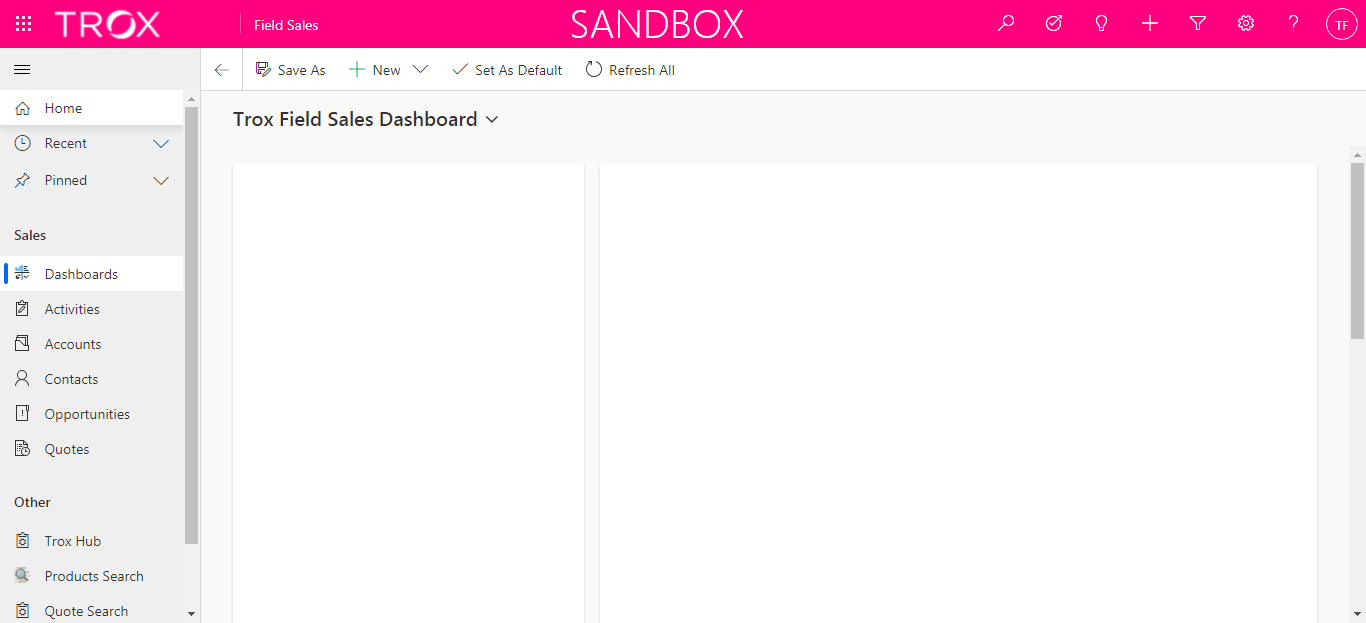 TROX
Field Sales
SANDBOX
TF
Save As
New
Set As Default
Refresh All
Home
Recent
Pinned
Sales
Dashboards
Activities
Accounts
Contacts
Opportunities
Quotes
Other
Trox Hub
Products Search
Quote Search
Trox Field Sales Dashboard